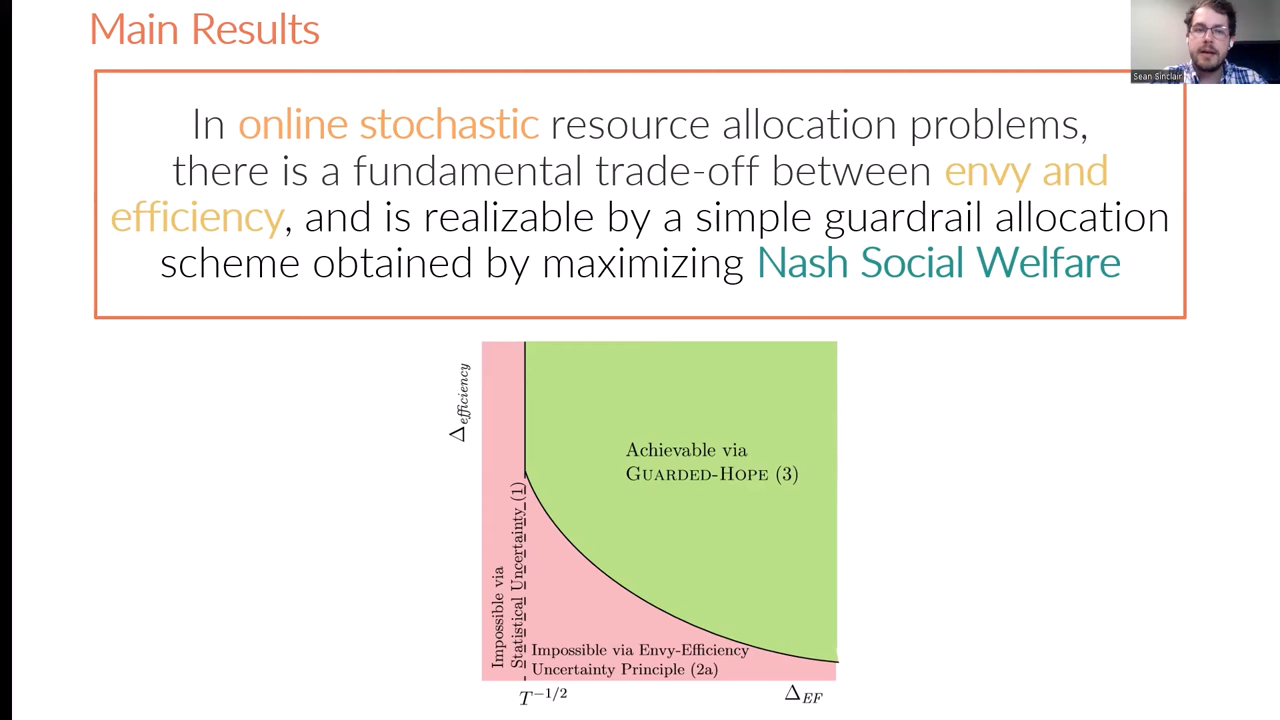 Main Results
Sean Sinclair
In online stochastic resource allocation problems,
there is a fundamental trade-off between envy and
efficiency, and is realizable by a simple guardrail allocation
scheme obtained by maximizing Nash Social Welfare
Δefficiency
Achievable via
GUARDED-HOPE (3)
Impossible via
Statistical Uncertainty (1)
Impossible via Envy-Efficiency
Uncertainty Principle (2a)
T^{-1/2}
Δ_{EF}